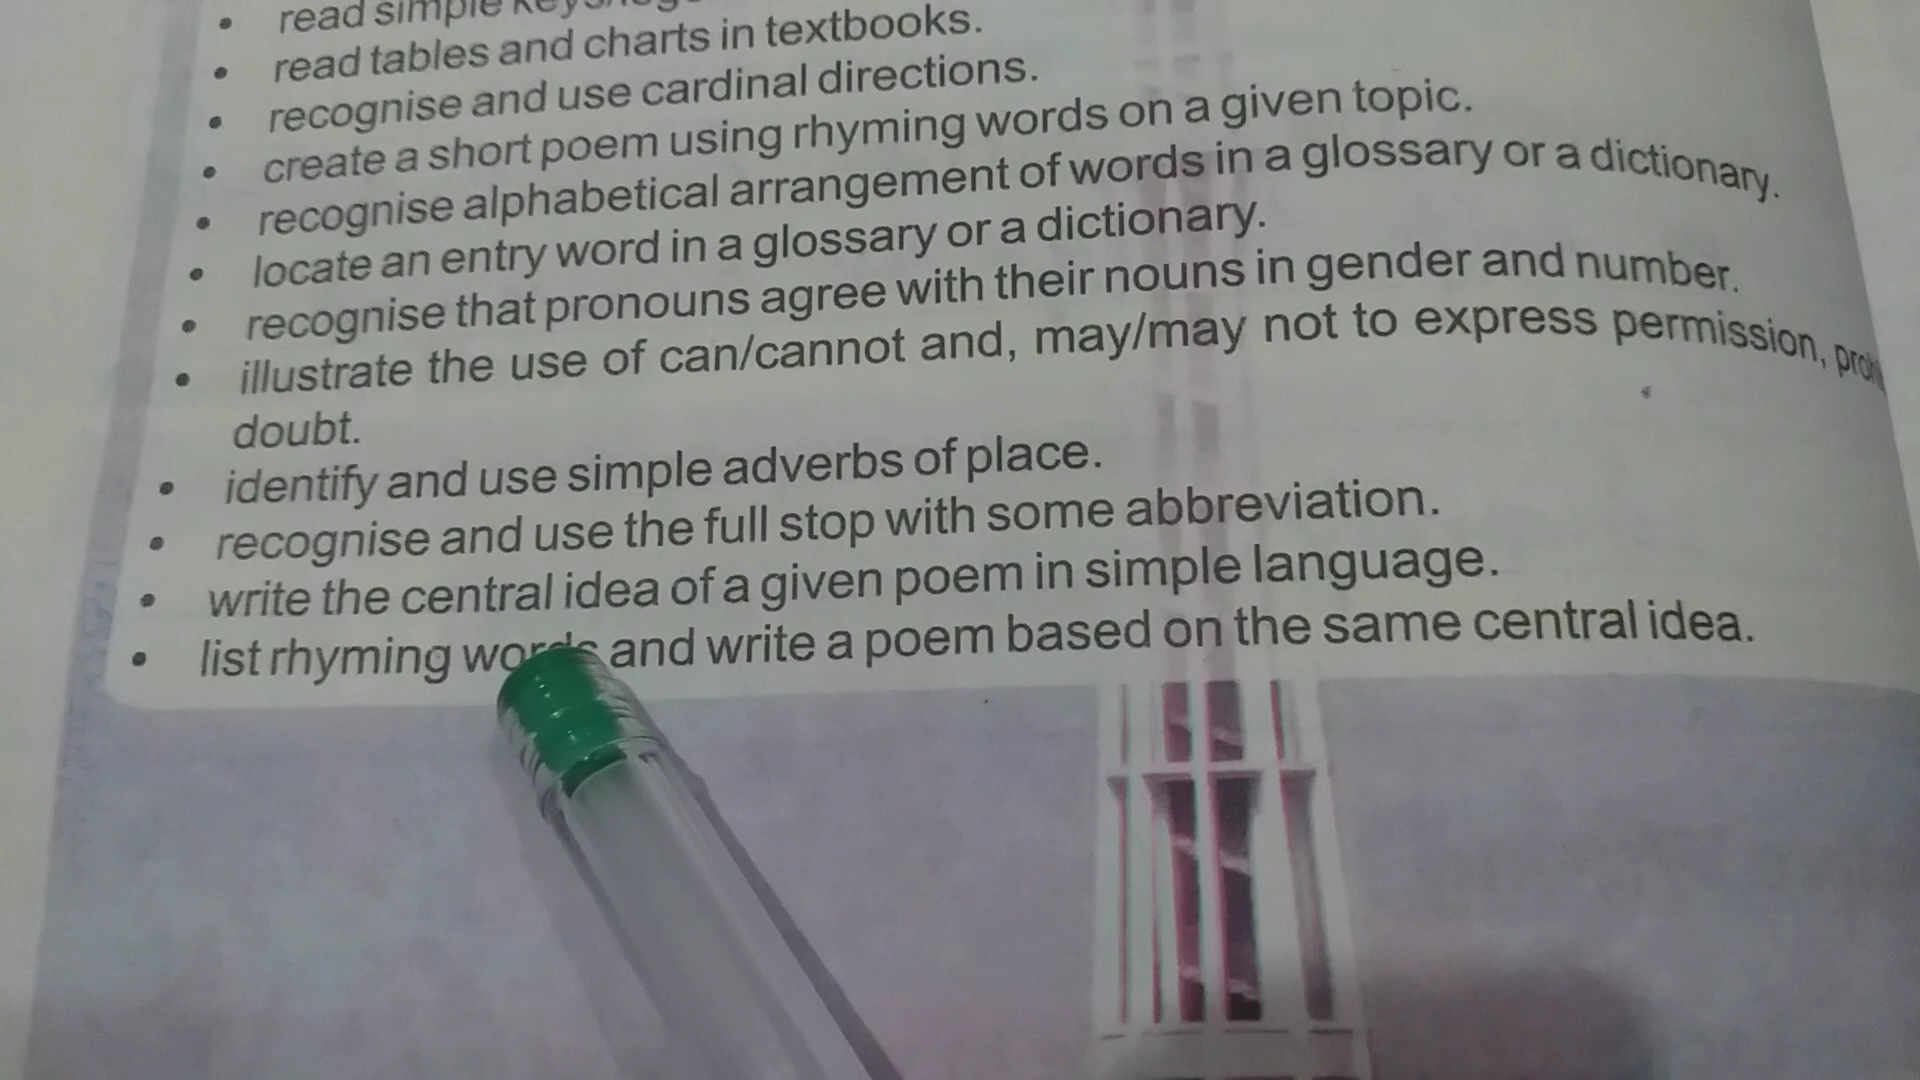 • read simple
• read tables and charts in textbooks.
• recognise and use cardinal directions.
• create a short poem using rhyming words on a given topic.
• recognise alphabetical arrangement of words in a glossary or a dictionary.
• locate an entry word in a glossary or a dictionary.
• recognise that pronouns agree with their nouns in gender and number.
• illustrate the use of can/cannot and, may/may not to express permission,
doubt.
• identify and use simple adverbs of place.
• recognise and use the full stop with some abbreviation.
• write the central idea of a given poem in simple language.
• list rhyming words and write a poem based on the same central idea.